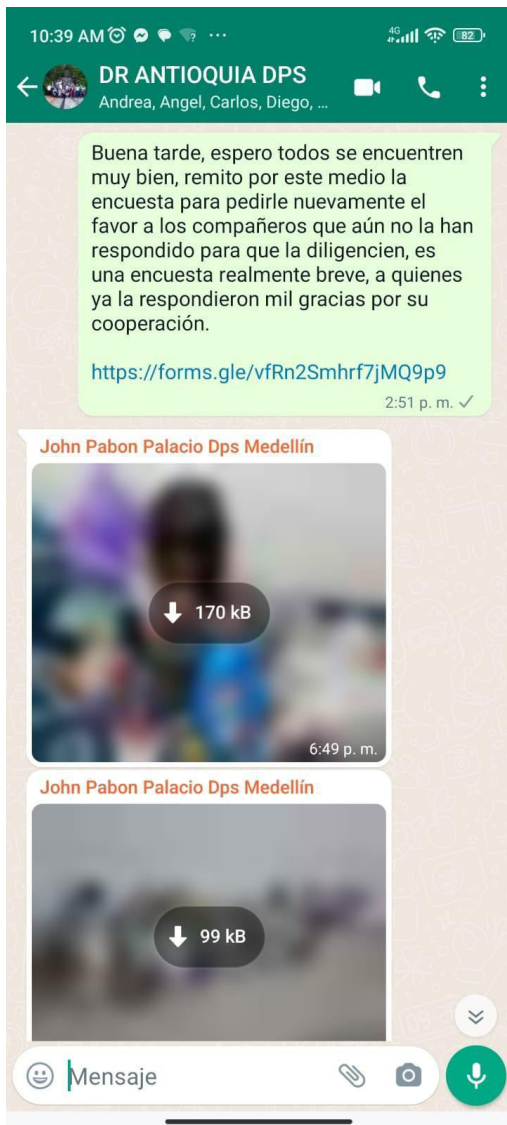 10:39 AM
4G 82
DR ANTIOQUIA DPS
Andrea, Angel, Carlos, Diego, ...
Buena tarde, espero todos se encuentren
muy bien, remito por este medio la
encuesta para pedirle nuevamente el
favor a los compañeros que aún no la han
respondido para que la diligencien, es
una encuesta realmente breve, a quienes
ya la respondieron mil gracias por su
cooperación.
https://forms.gle/vfRn2Smhrf7jMQ9p9
2:51 p. m.
John Pabon Palacio Dps Medellín
170 kB
6:49 p. m.
John Pabon Palacio Dps Medellín
99 kB
Mensaje